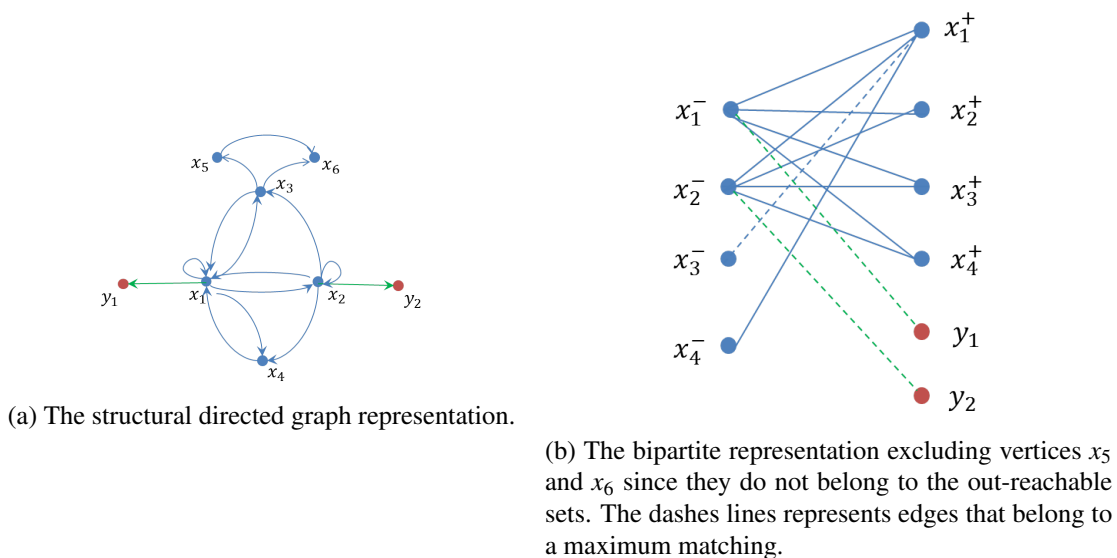 x₅
x₆
x₃
y₁
x₁
x₂
y₂
x₄
(a) The structural directed graph representation.
x₁⁺
x₁⁻
x₂⁺
x₂⁻
x₃⁺
x₃⁻
x₄⁺
y₁
x₄⁻
y₂
(b) The bipartite representation excluding vertices x₅
and x₆ since they do not belong to the out-reachable
sets. The dashes lines represents edges that belong to
a maximum matching.